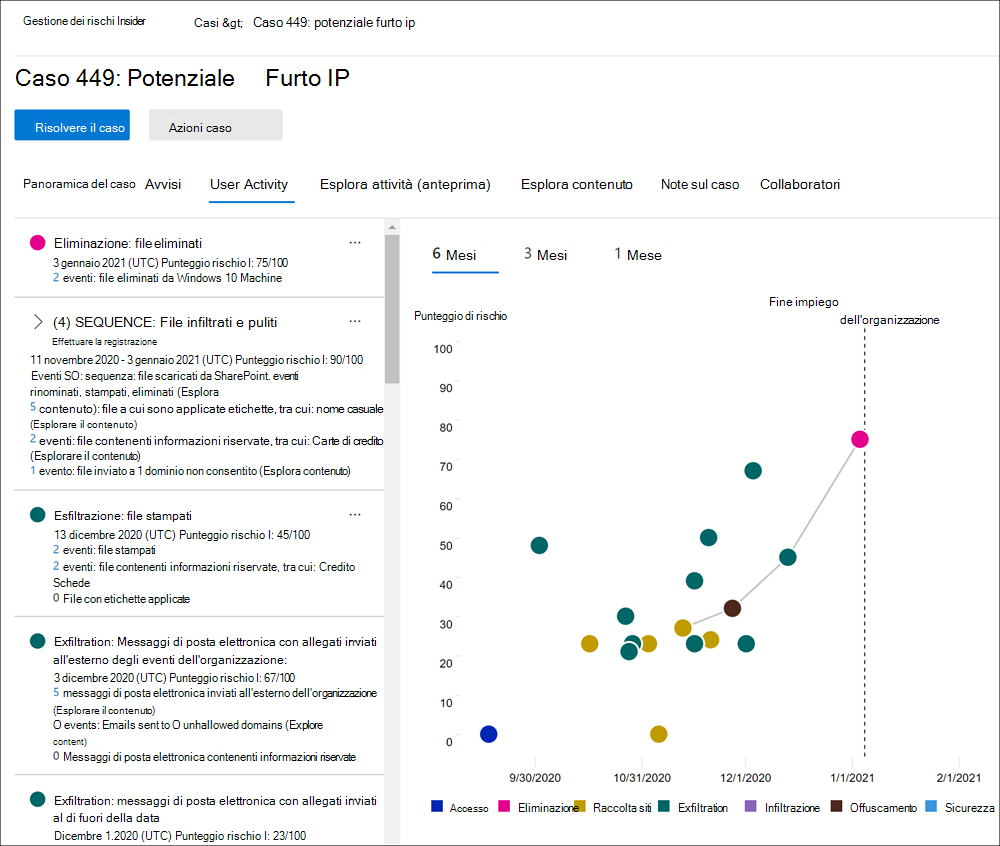 Gestione dei rischi Insider
Casi &gt; Caso 449: potenziale furto ip
Caso 449: Potenziale Furto IP
Risolvere il caso
Azioni caso
Panoramica del caso
Avvisi
User Activity
Esplora attività (anteprima)
Esplora contenuto
Note sul caso
Collaboratori
Eliminazione: file eliminati
3 gennaio 2021 (UTC) Punteggio rischio I: 75/100
2 eventi: file eliminati da Windows 10 Machine
(4) SEQUENCE: File infiltrati e puliti
Effettuare la registrazione
11 novembre 2020 - 3 gennaio 2021 (UTC) Punteggio rischio I: 90/100
Eventi SO: sequenza: file scaricati da SharePoint. eventi
rinominati, stampati, eliminati (Esplora
5 contenuto): file a cui sono applicate etichette, tra cui: nome casuale
(Esplorare il contenuto)
2 eventi: file contenenti informazioni riservate, tra cui: Carte di credito
(Esplorare il contenuto)
1 evento: file inviato a 1 dominio non consentito (Esplora contenuto)
Esfiltrazione: file stampati
13 dicembre 2020 (UTC) Punteggio rischio I: 45/100
2 eventi: file stampati
2 eventi: file contenenti informazioni riservate, tra cui: Credito
Schede
0 File con etichette applicate
Exfiltration: Messaggi di posta elettronica con allegati inviati
all'esterno degli eventi dell'organizzazione:
3 dicembre 2020 (UTC) Punteggio rischio I: 67/100
5 messaggi di posta elettronica inviati all'esterno dell'organizzazione
(Esplorare il contenuto)
O events: Emails sent to O unhallowed domains (Explore
content)
0 Messaggi di posta elettronica contenenti informazioni riservate
Exfiltration: messaggi di posta elettronica con allegati inviati
al di fuori della data
Dicembre 1.2020 (UTC) Punteggio rischio I: 23/100
6 Mesi
3 Mesi
1 Mese
Punteggio di rischio
Fine impiego
dell'organizzazione
100
90
80
70
60
50
40
30
20
10
0
9/30/2020
10/31/2020
12/1/2020
1/1/2021
2/1/2021
Accesso
Eliminazione
Raccolta siti
Exfiltration
Infiltrazione
Offuscamento
Sicurezza